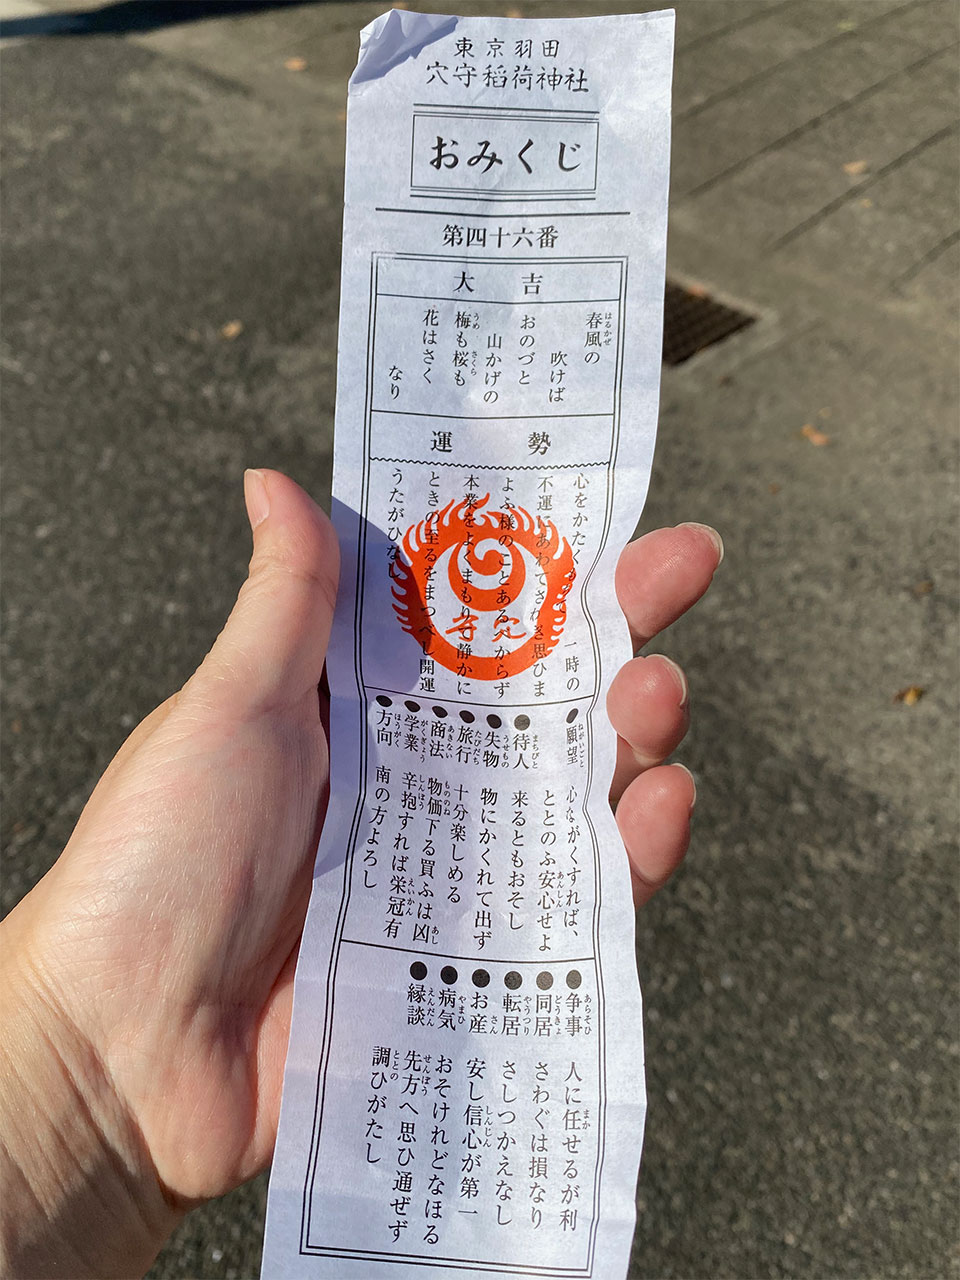 東京羽田
穴守稲荷神社
おみくじ
第四十六番
大吉
春風の
吹けば
おのづと
山かげの
梅も桜も
花はさく
なり
運勢
心をかたくもって一時の
不運にあわてさわぎ思ひま
よふ様のことあるべからず
本業をよくまもりて静かに
ときの至るをまつべし開運
うたがひなし
穴守
●願望 心ながくすれば、ととのふ安心せよ
●待人 来るともおそし
●失物 物にかくれて出ず
●旅行 十分楽しめる
●商法 物価下る買ふは凶
●学業 辛抱すれば栄冠有
●方向 南の方よろし
●争事 人に任せるが利
●同居 さわぐは損なり
●転居 さしつかえなし
●お産 安し信心が第一
●病気 おそけれどなほる
●縁談 先方へ思ひ通ぜず調ひがたし